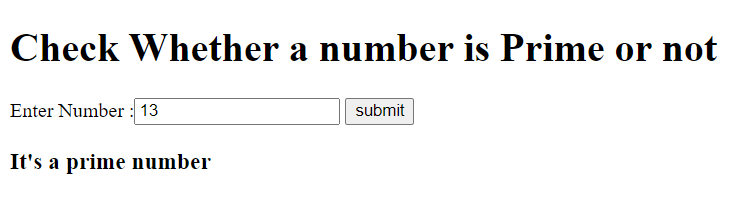 Check Whether a number is Prime or not
Enter Number :13 submit
It's a prime number